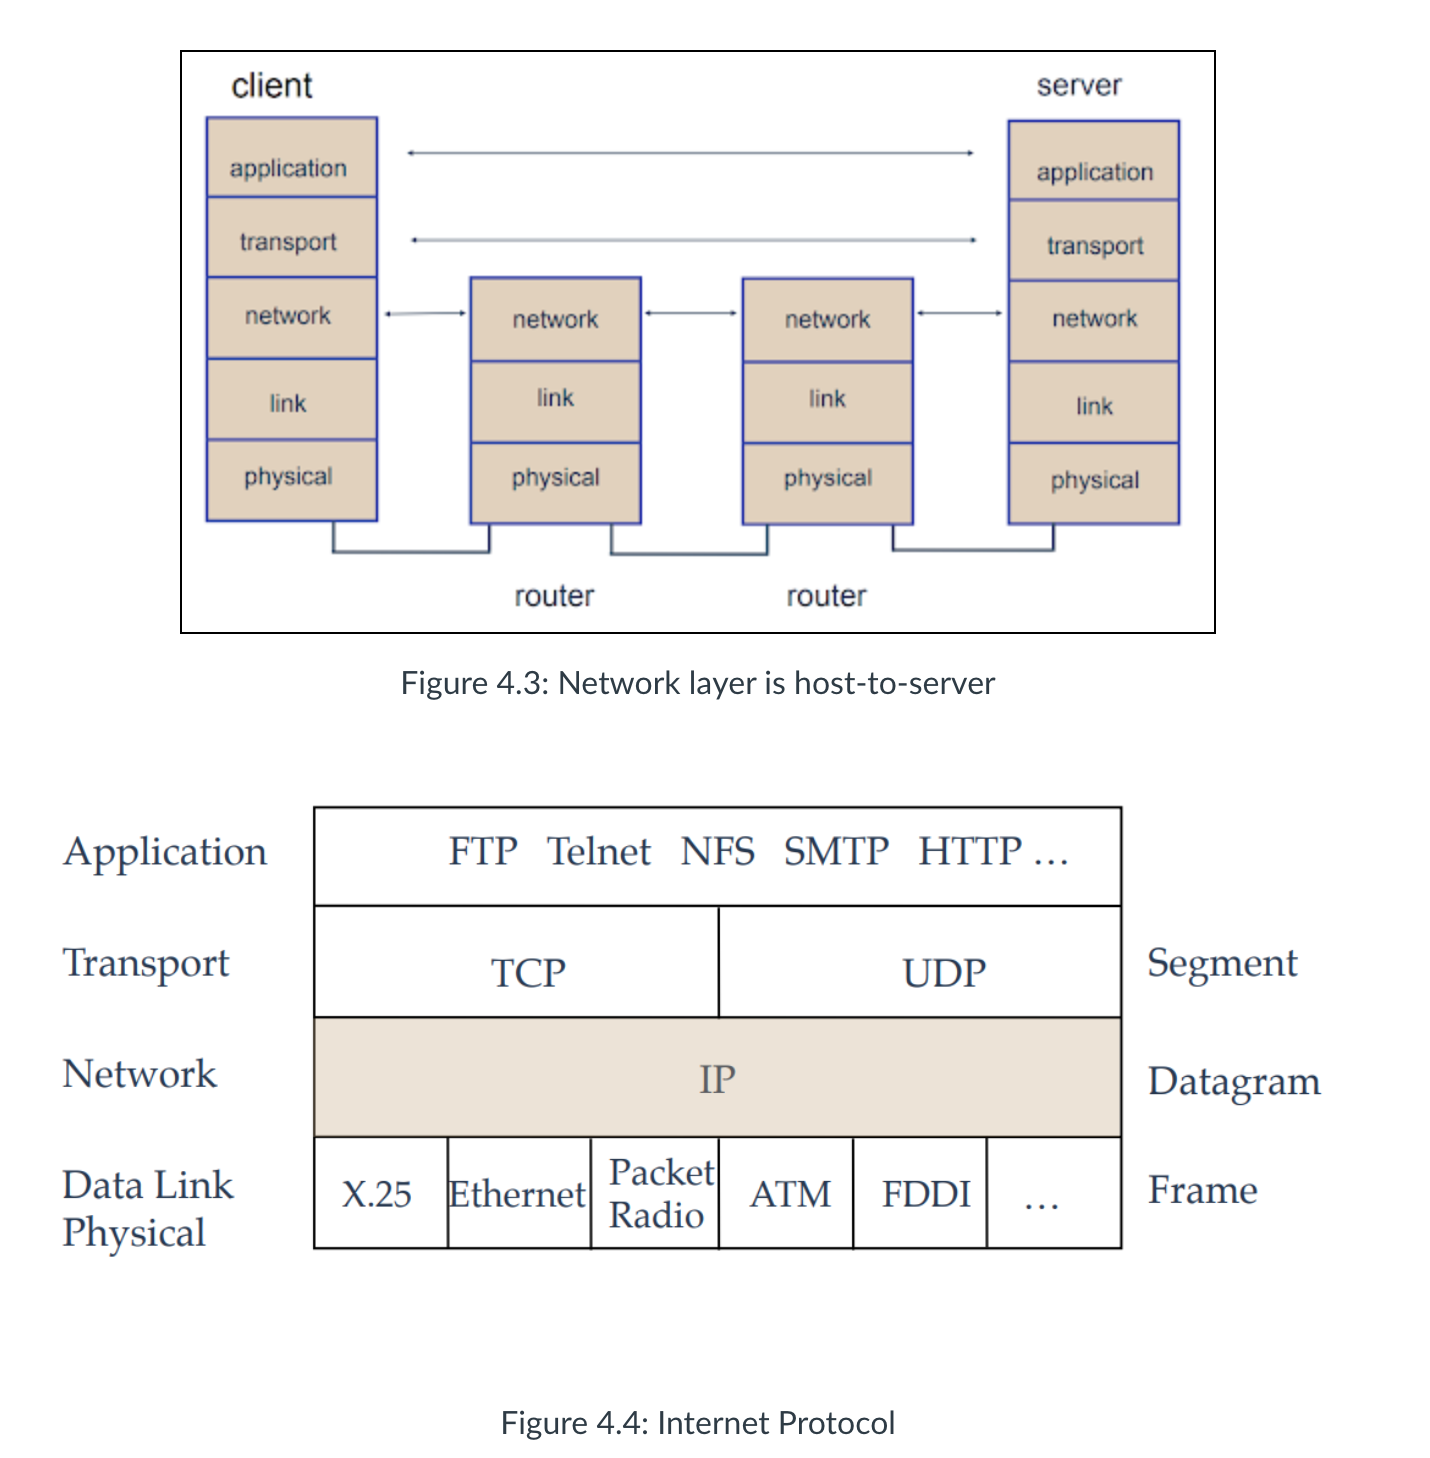 client
server
application
application
transport
transport
network
network
network
network
link
link
link
link
physical
physical
physical
physical
router
router
Figure 4.3: Network layer is host-to-server
Application
FTP Telnet NFS SMTP HTTP ...
Transport
TCP
UDP
Segment
Network
IP
Datagram
Data Link
Physical
X.25
Ethernet
Packet
Radio
ATM
FDDI
...
Frame
Figure 4.4: Internet Protocol